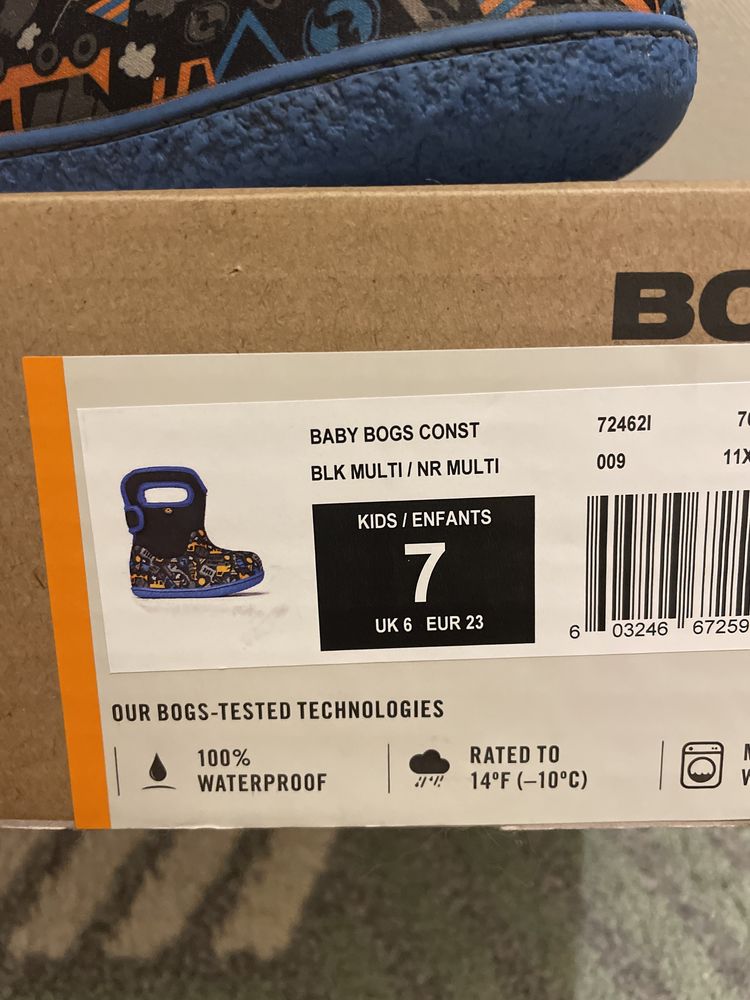 BO
BABY BOGS CONST
72462I
BLK MULTI / NR MULTI
009
11X
KIDS / ENFANTS
7
UK 6 EUR 23
6 03246 67259
OUR BOGS-TESTED TECHNOLOGIES
100%
WATERPROOF
RATED TO
14°F (–10°C)